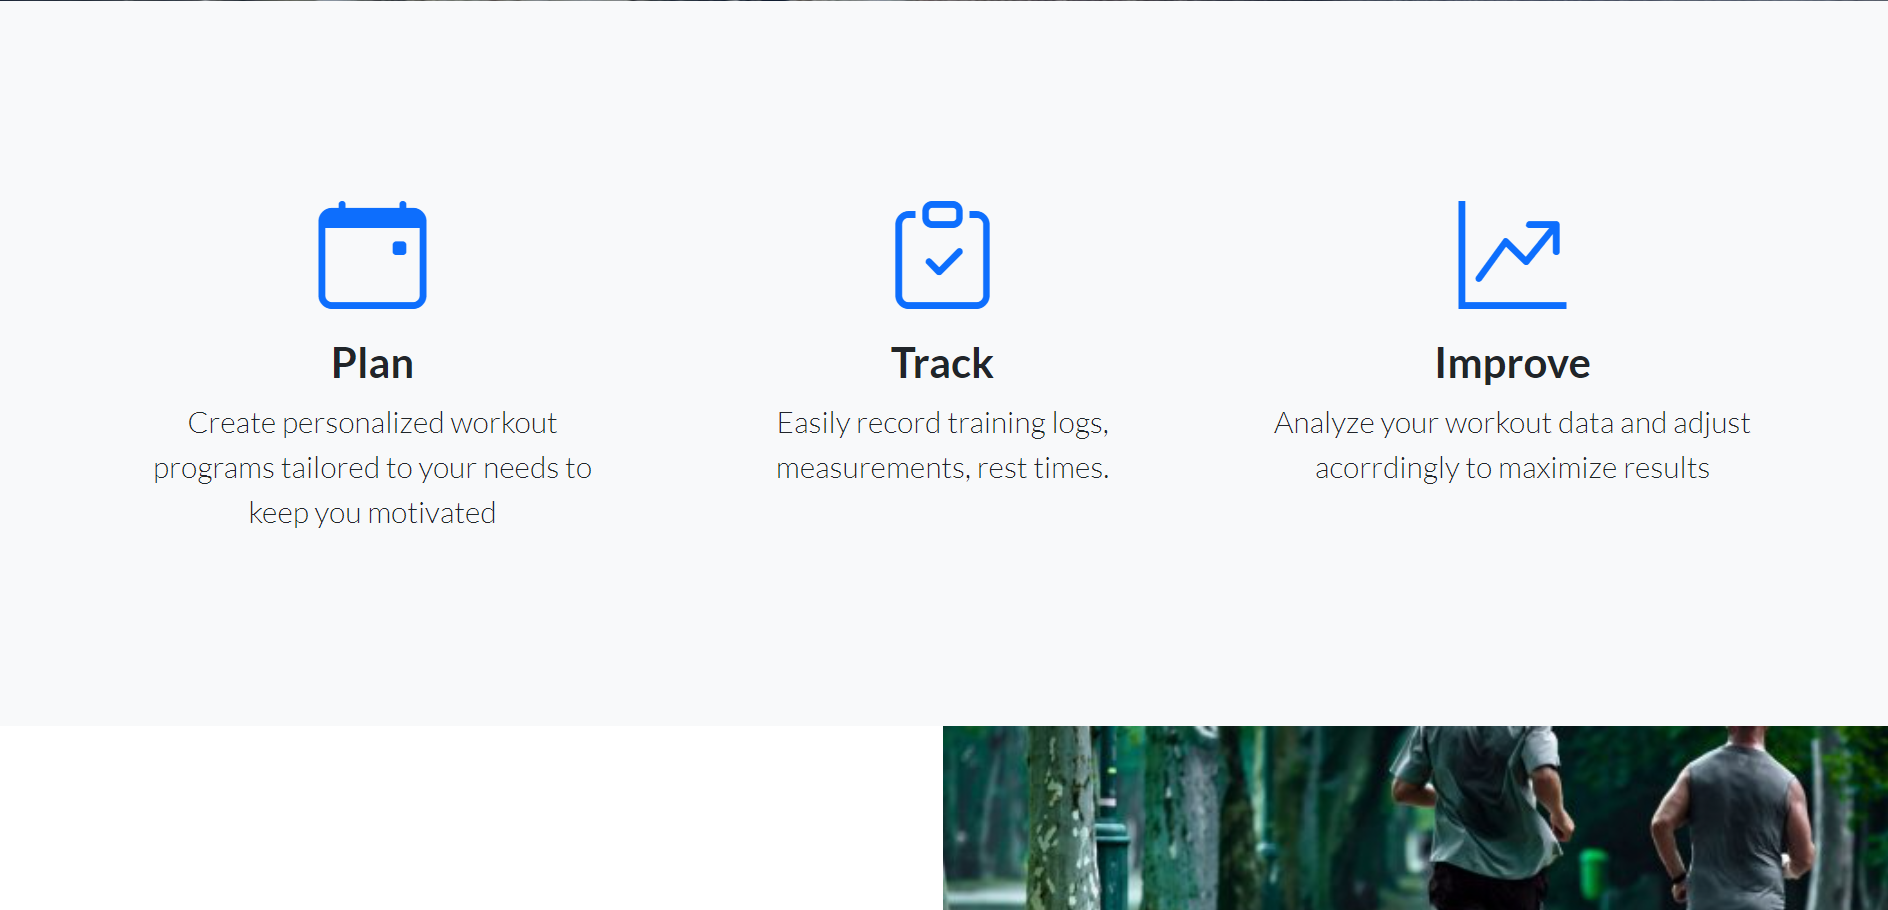 Plan
Create personalized workout
programs tailored to your needs to
keep you motivated
Track
Easily record training logs,
measurements, rest times.
Improve
Analyze your workout data and adjust
acorrdingly to maximize results